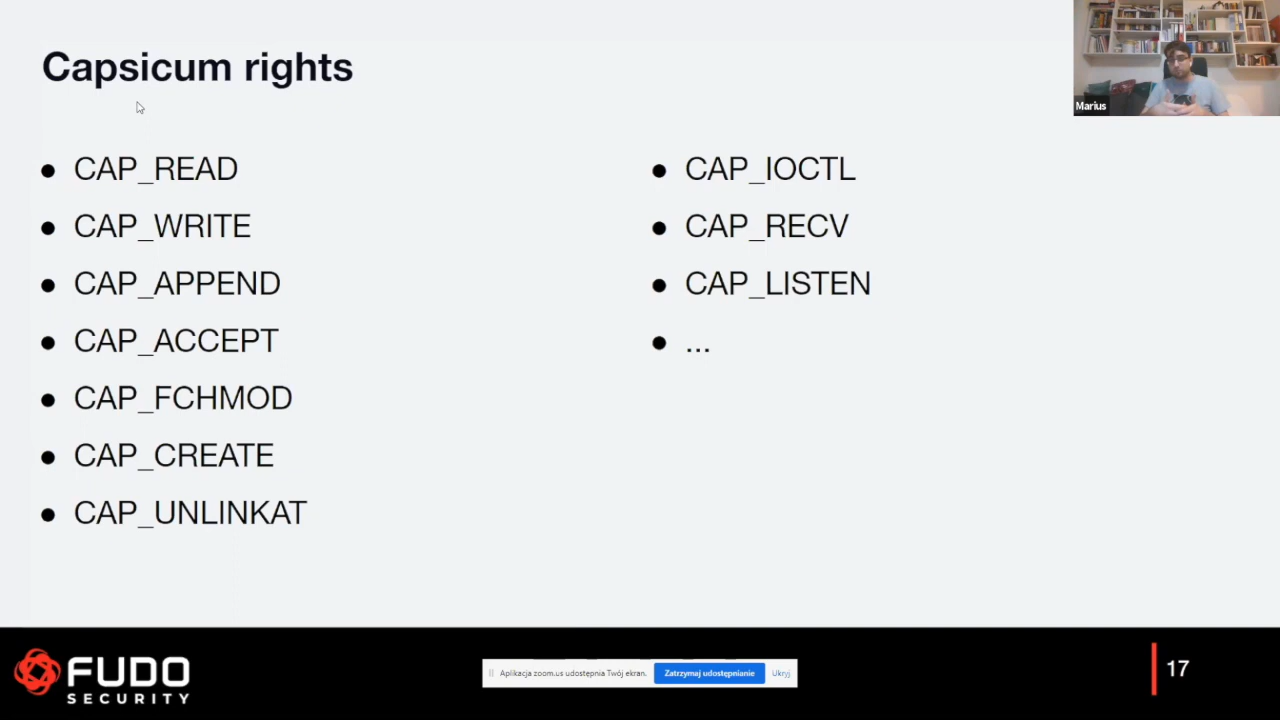 Capsicum rights
Marius
CAP_READ
CAP_WRITE
CAP_APPEND
CAP_ACCEPT
CAP_FCHMOD
CAP_CREATE
CAP_UNLINKAT
CAP_IOCTL
CAP_RECV
CAP_LISTEN
...
FUDO
SECURITY
Aplikacja zoom.us udostępnia Twój ekran.
Zatrzymaj udostępnianie
Ukryj
17